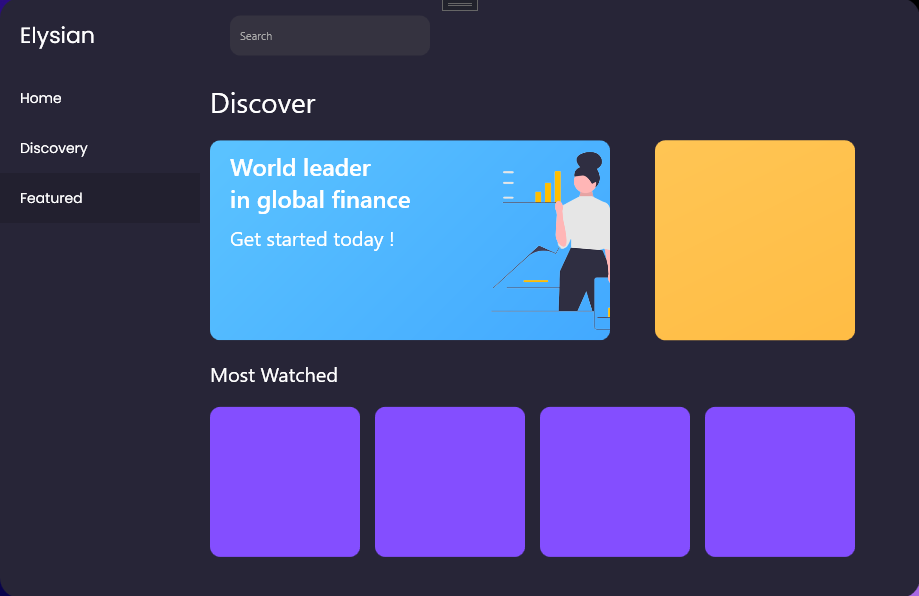 Elysian
Search
Home
Discovery
Featured
Discover
World leader
in global finance
Get started today !
Most Watched